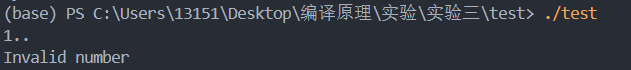 (base) PS C:\Users\13151\Desktop\编译原理\实验\实验三\test> ./test
1..
Invalid number